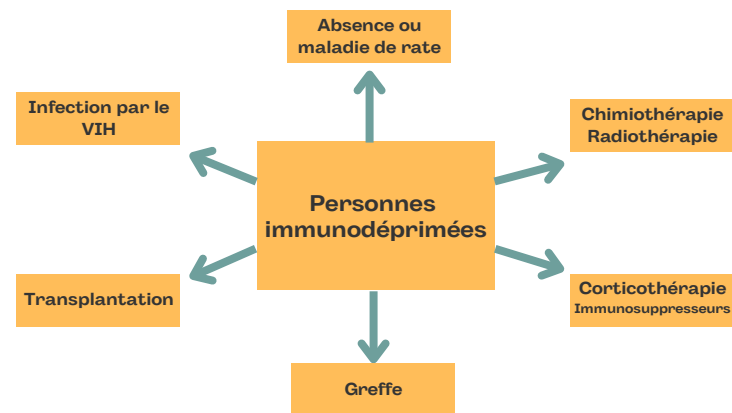 Absence ou
maladie de rate
Infection par le
VIH
Chimiothérapie
Radiothérapie
Personnes
immunodéprimées
Transplantation
Corticothérapie
Immunosuppresseurs
Greffe